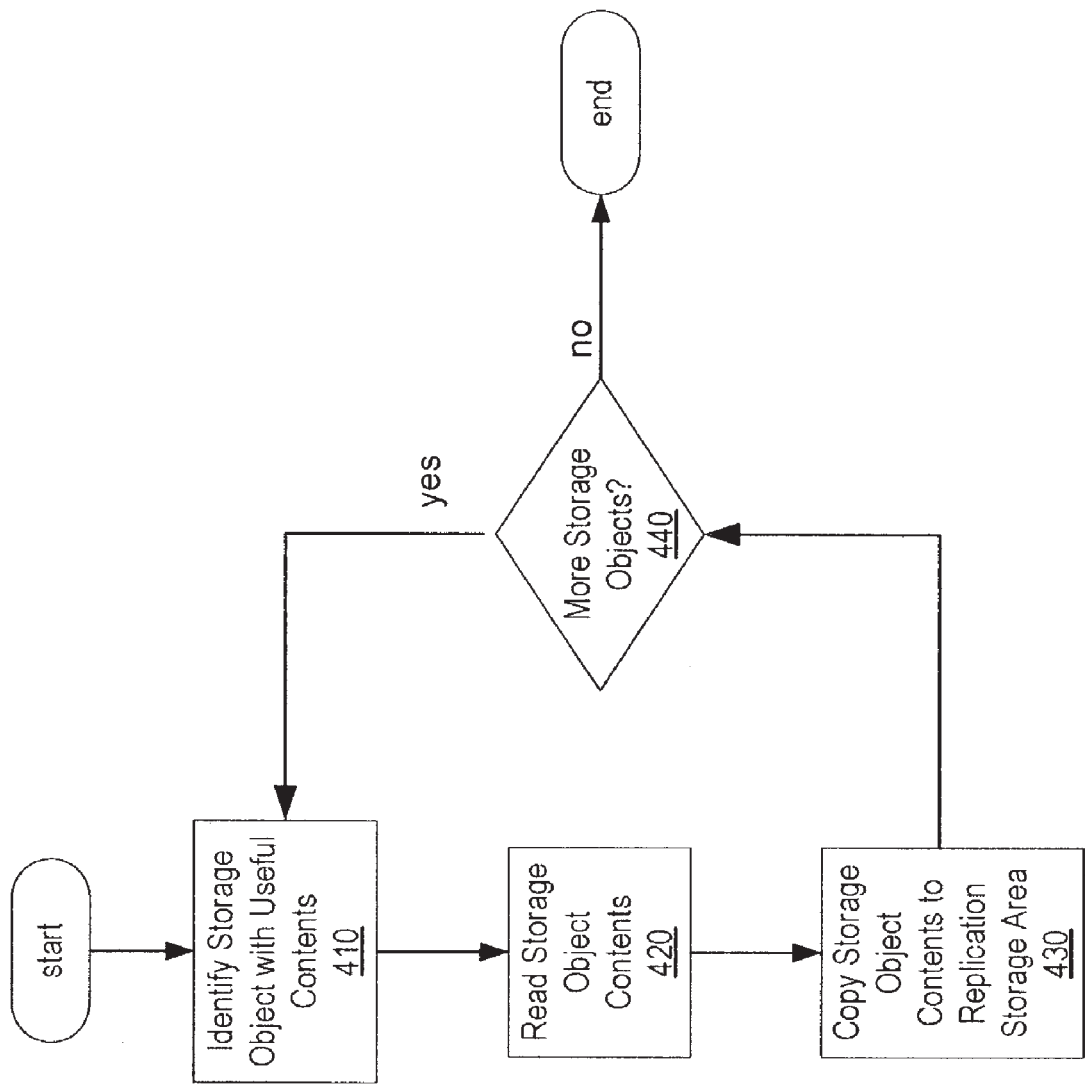 start
Identify Storage
Object with Useful
Contents
410
Read Storage
Object
Contents
420
Copy Storage
Object
Contents to
Replication
Storage Area
430
More Storage
Objects?
440
yes
no
end